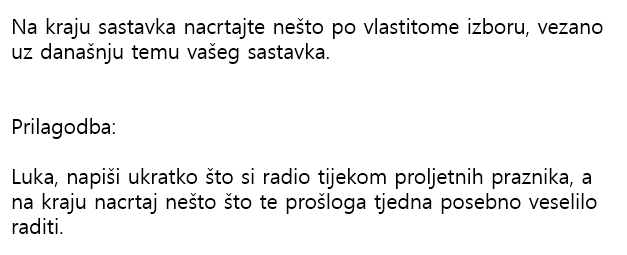 Na kraju sastavka nacrtajte nešto po vlastitome izboru, vezano
uz današnju temu vašeg sastavka.
Prilagodba:
Luka, napiši ukratko što si radio tijekom proljetnih praznika, a
na kraju nacrtaj nešto što te prošloga tjedna posebno veselilo
raditi.